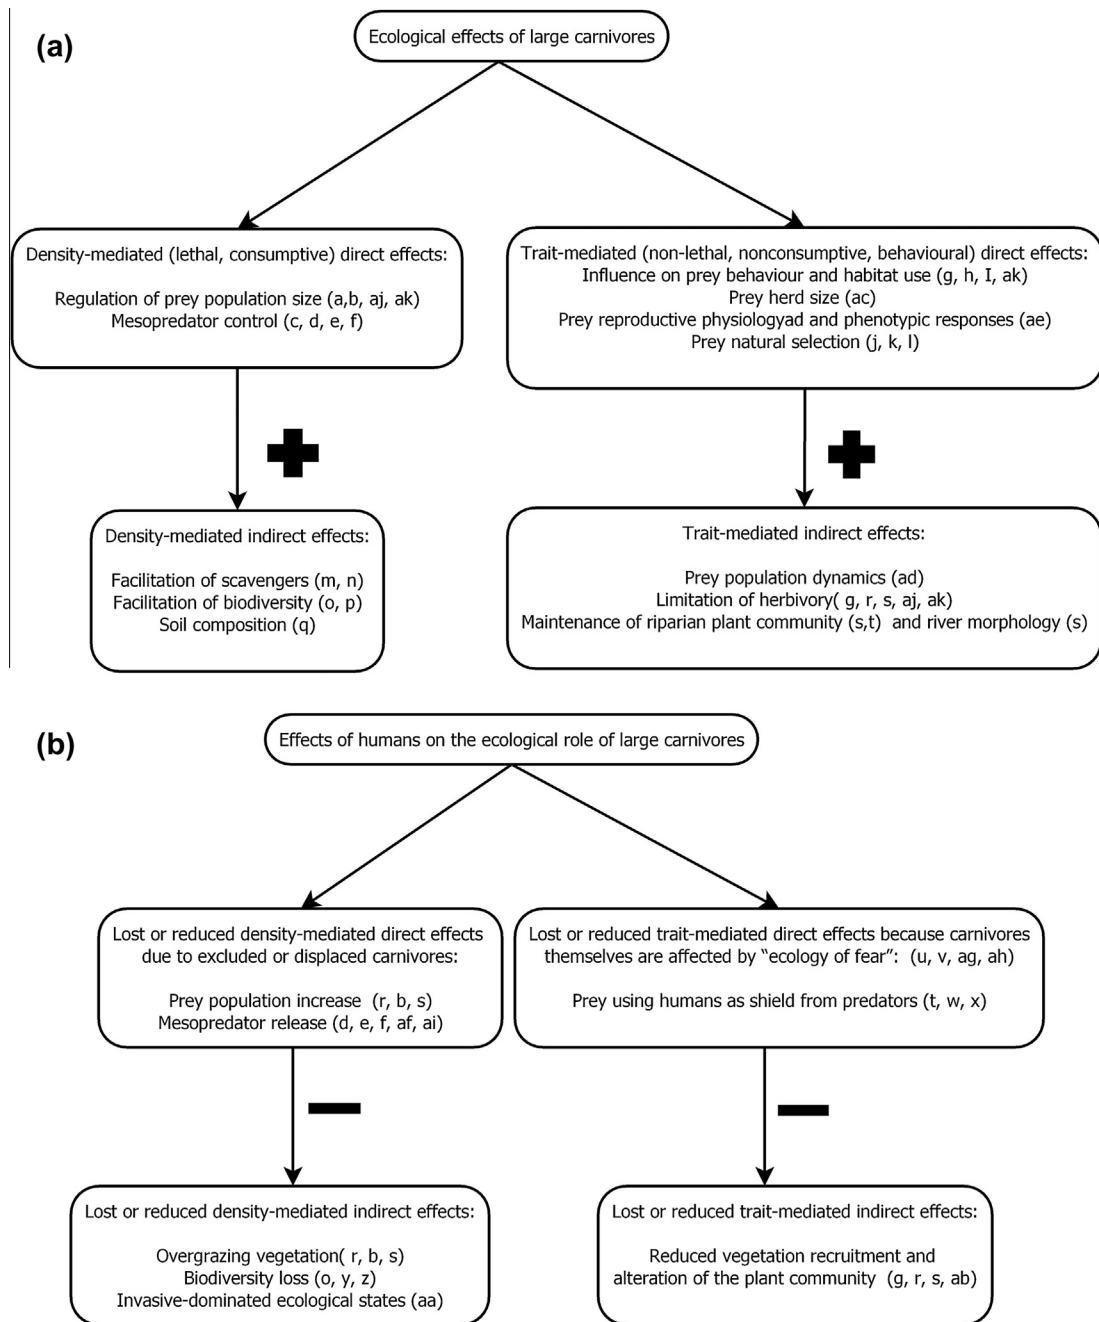 (a)
Ecological effects of large carnivores
Density-mediated (lethal, consumptive) direct effects:
Regulation of prey population size (a,b, aj, ak)
Mesopredator control (c, d, e, f)
Trait-mediated (non-lethal, nonconsumptive, behavioural) direct effects:
Influence on prey behaviour and habitat use (g, h, I, ak)
Prey herd size (ac)
Prey reproductive physiologyad and phenotypic responses (ae)
Prey natural selection (j, k, l)
Density-mediated indirect effects:
Facilitation of scavengers (m, n)
Facilitation of biodiversity (o, p)
Soil composition (q)
Trait-mediated indirect effects:
Prey population dynamics (ad)
Limitation of herbivory( g, r, s, aj, ak)
Maintenance of riparian plant community (s,t)  and river morphology (s)
(b)
Effects of humans on the ecological role of large carnivores
Lost or reduced density-mediated direct effects
due to excluded or displaced carnivores:
Prey population increase  (r, b, s)
Mesopredator release (d, e, f, af, ai)
Lost or reduced trait-mediated direct effects because carnivores
themselves are affected by “ecology of fear”:  (u, v, ag, ah)
Prey using humans as shield from predators (t, w, x)
Lost or reduced density-mediated indirect effects:
Overgrazing vegetation( r, b, s)
Biodiversity loss (o, y, z)
Invasive-dominated ecological states (aa)
Lost or reduced trait-mediated indirect effects:
Reduced vegetation recruitment and
alteration of the plant community  (g, r, s, ab)